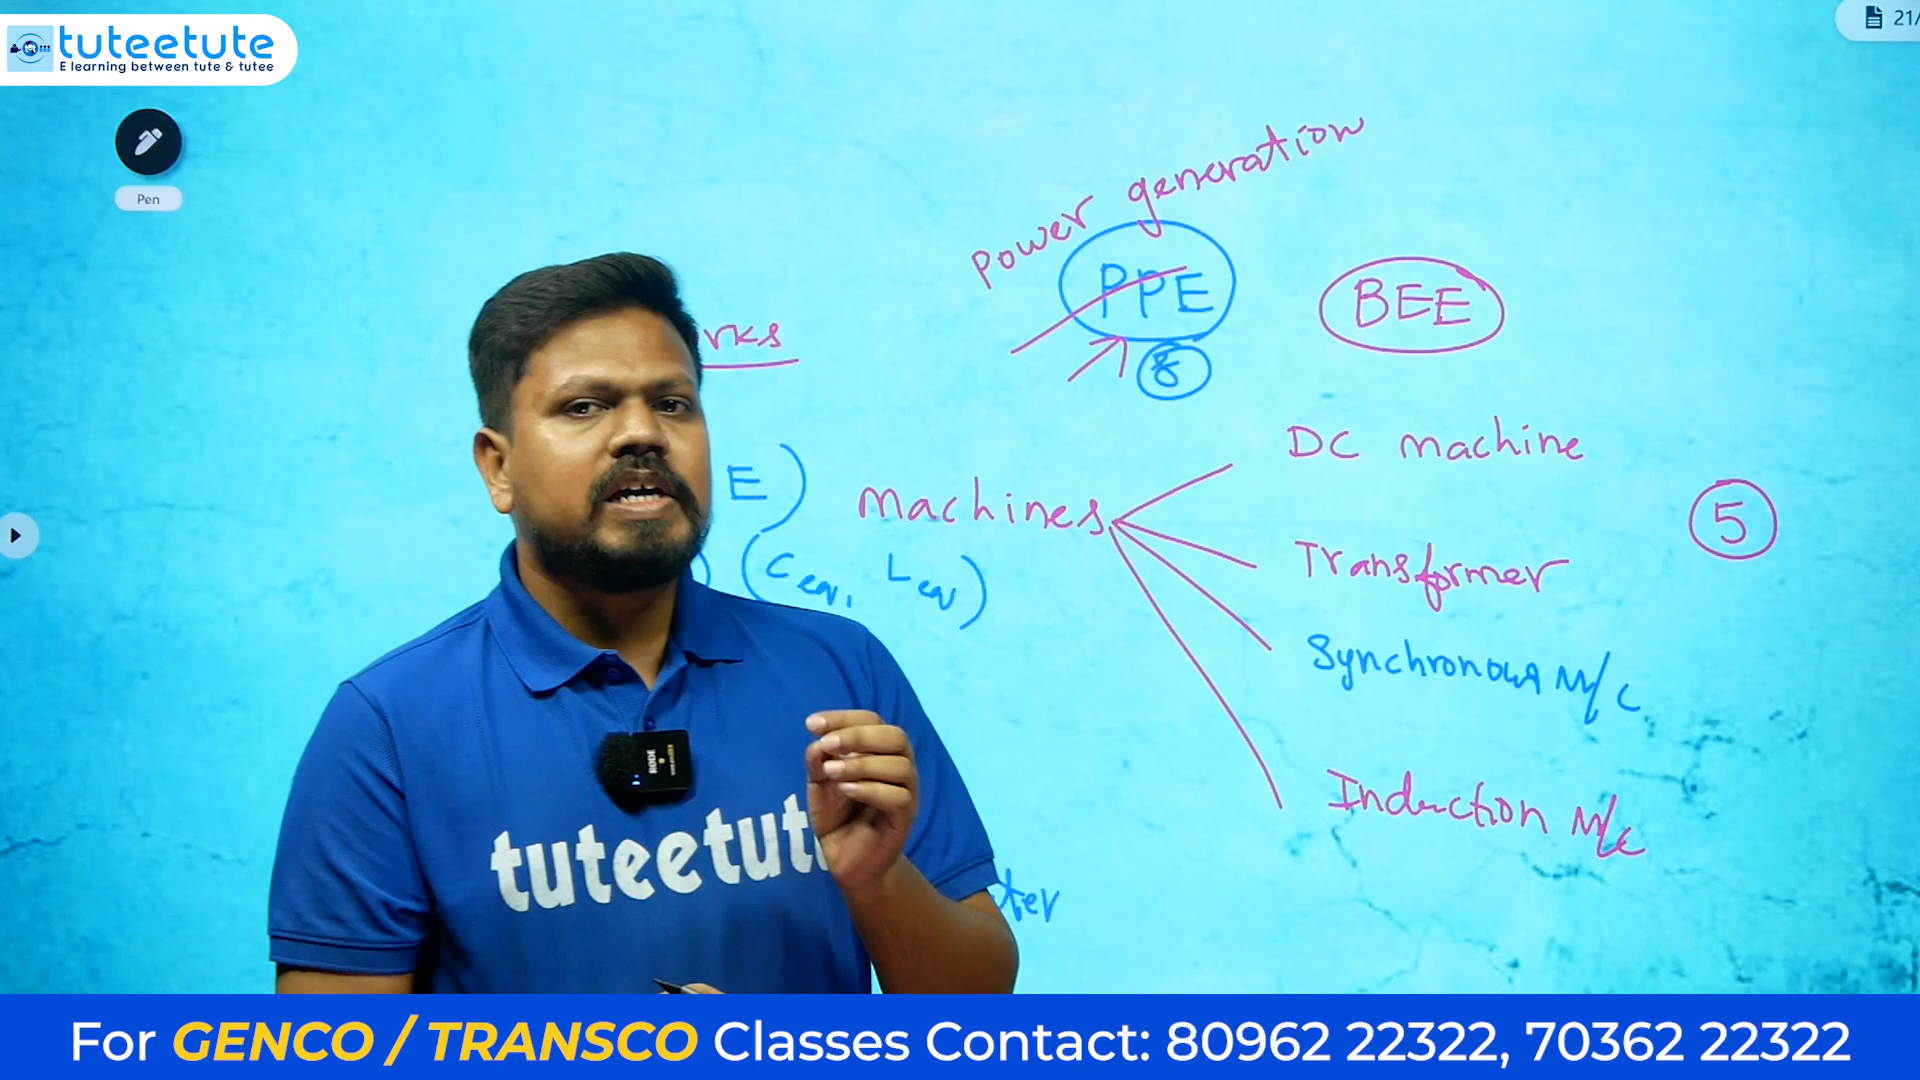 tuteetute
E learning between tute & tutee
21/
Pen
Power generation
PPE
BEE
8
rks
DC machine
E)
machines
5
(Ceq, Leq)
Transformer
Synchronous M/c
Induction M/c
RODE
tuteetut
ter
For GENCO / TRANSCO Classes Contact: 80962 22322, 70362 22322